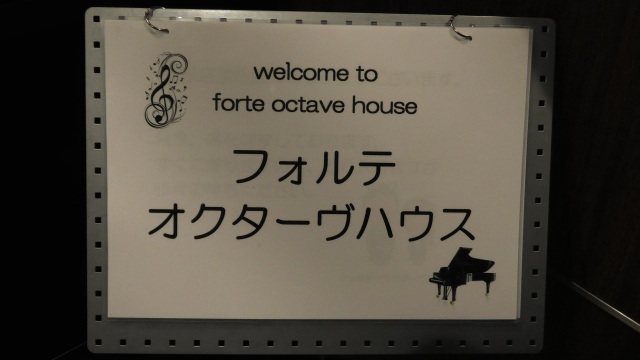 welcome to
forte octave house
フォルテ
オクターヴハウス